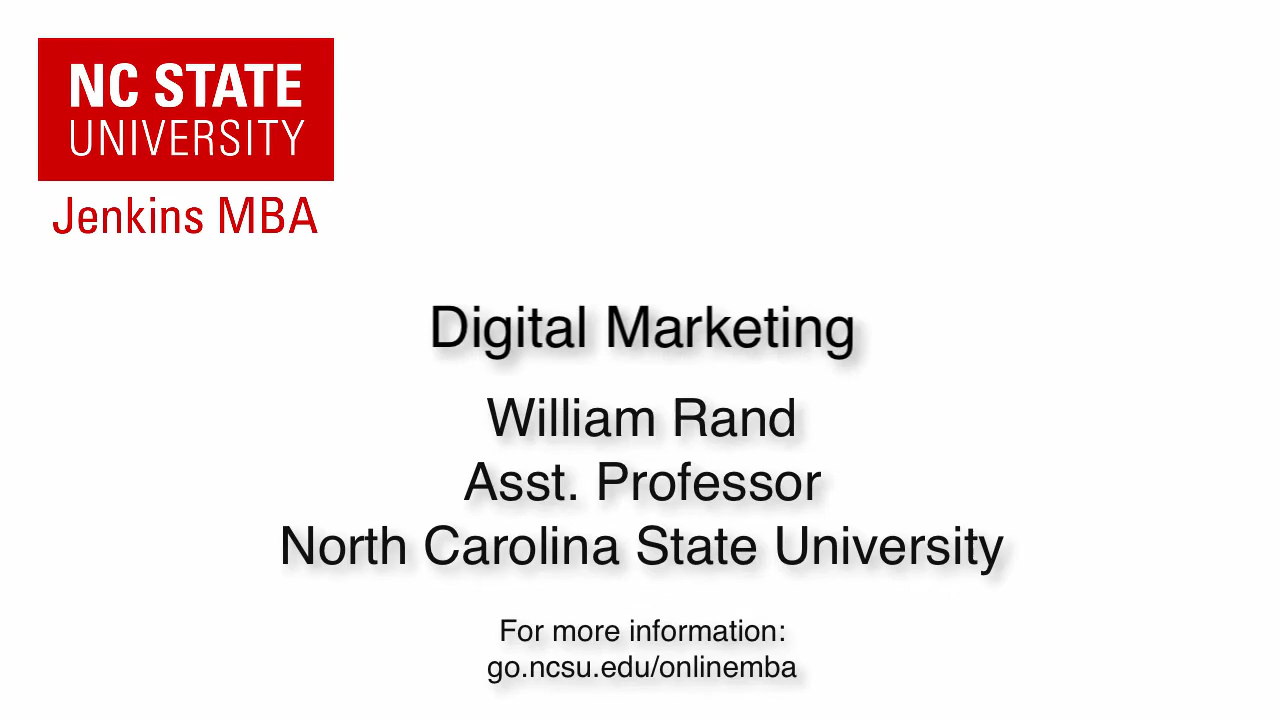 NC STATE
UNIVERSITY
Jenkins MBA
Digital Marketing
William Rand
Asst. Professor
North Carolina State University
For more information:
go.ncsu.edu/onlinemba